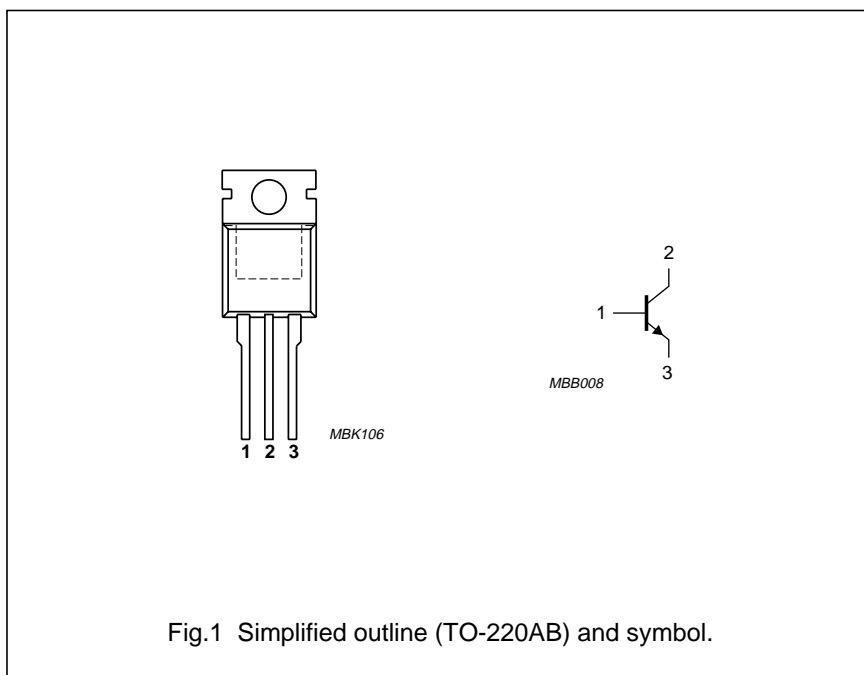 2
1
MBB008
3
MBK106
1 2 3
Fig.1 Simplified outline (TO-220AB) and symbol.